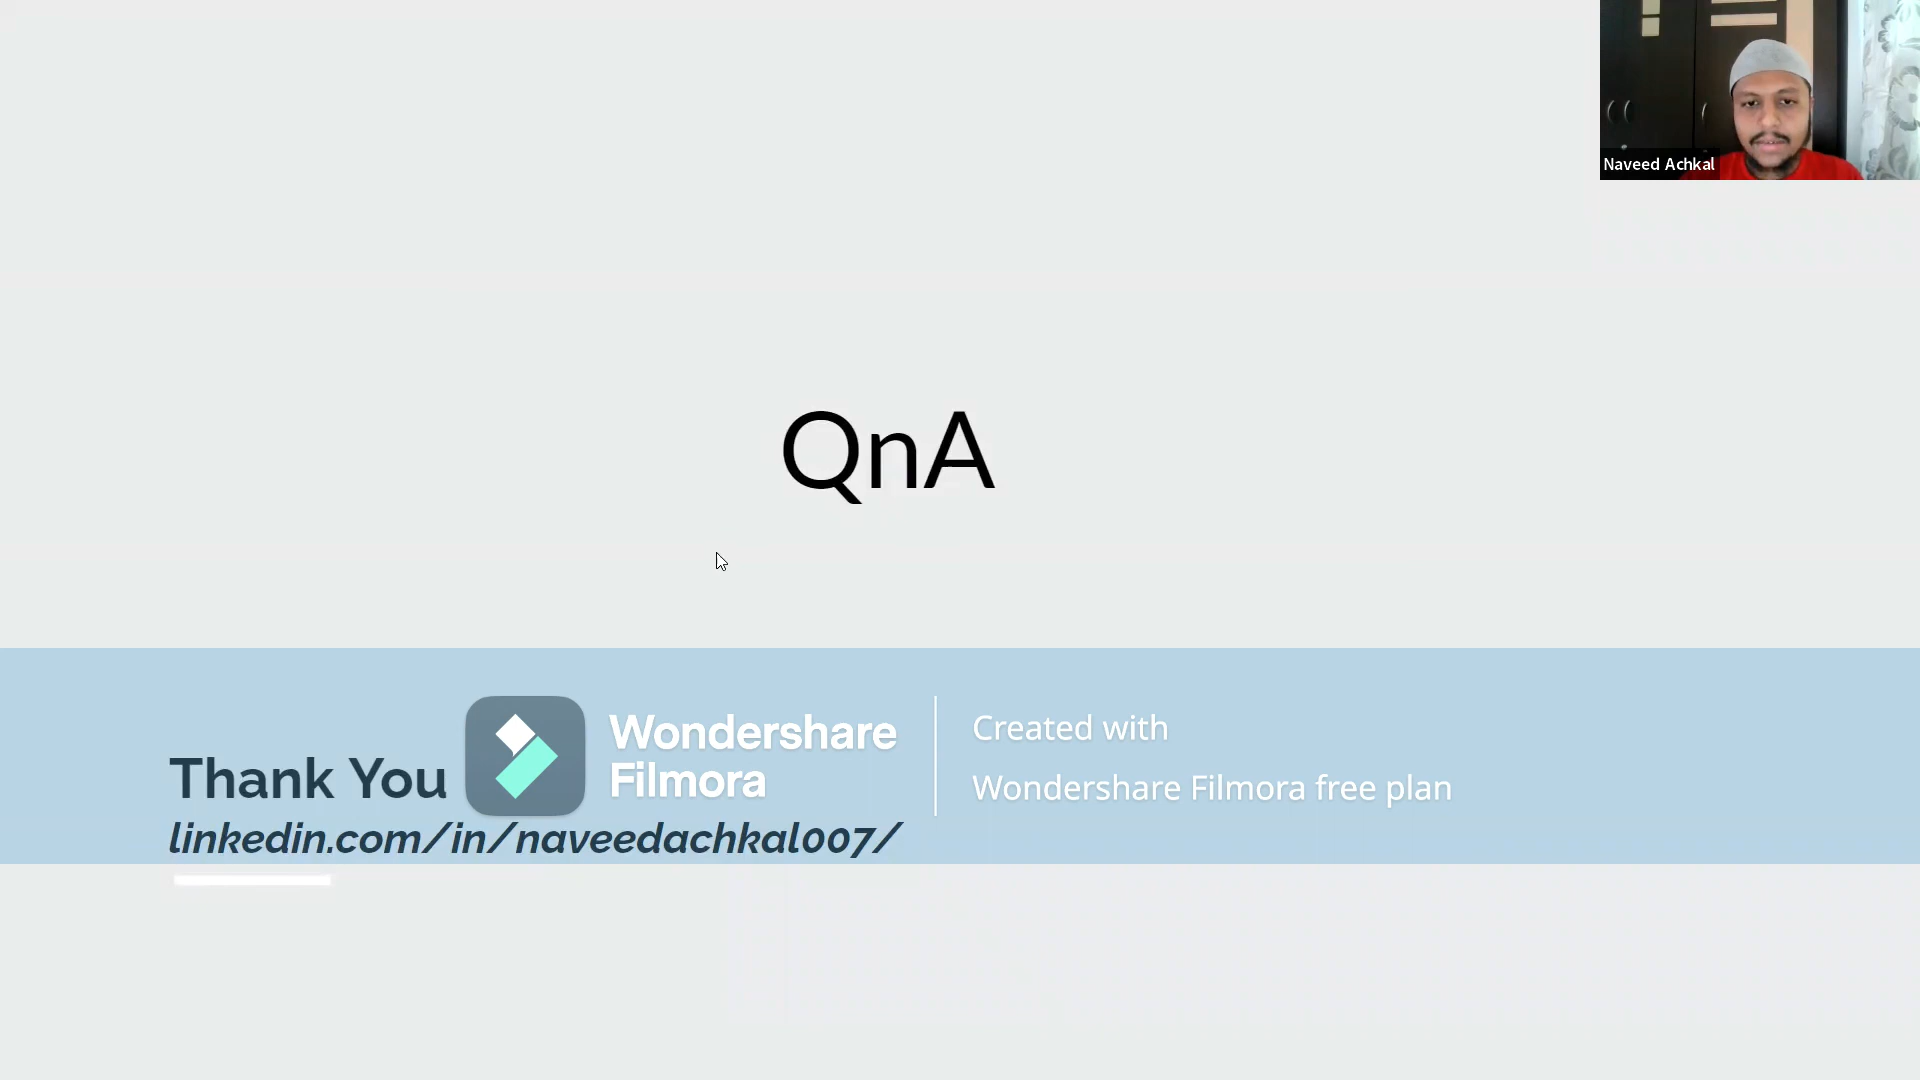 Naveed Achkal
QnA
Wondershare
Filmora
Created with
Wondershare Filmora free plan
Thank You
linkedin.com/in/naveedachkal007/